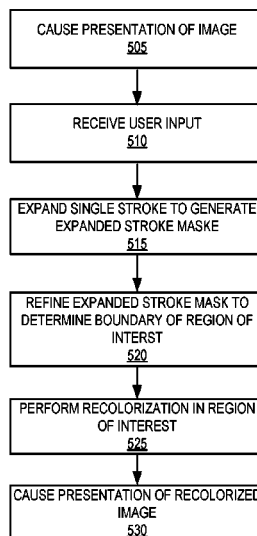 CAUSE PRESENTATION OF IMAGE
505
RECEIVE USER INPUT
510
EXPAND SINGLE STROKE TO GENERATE
EXPANDED STROKE MASKE
515
REFINE EXPANDED STROKE MASK TO
DETERMINE BOUNDARY OF REGION OF
INTERST
520
PERFORM RECOLORIZATION IN REGION
OF INTEREST
525
CAUSE PRESENTATION OF RECOLORIZED
IMAGE
530